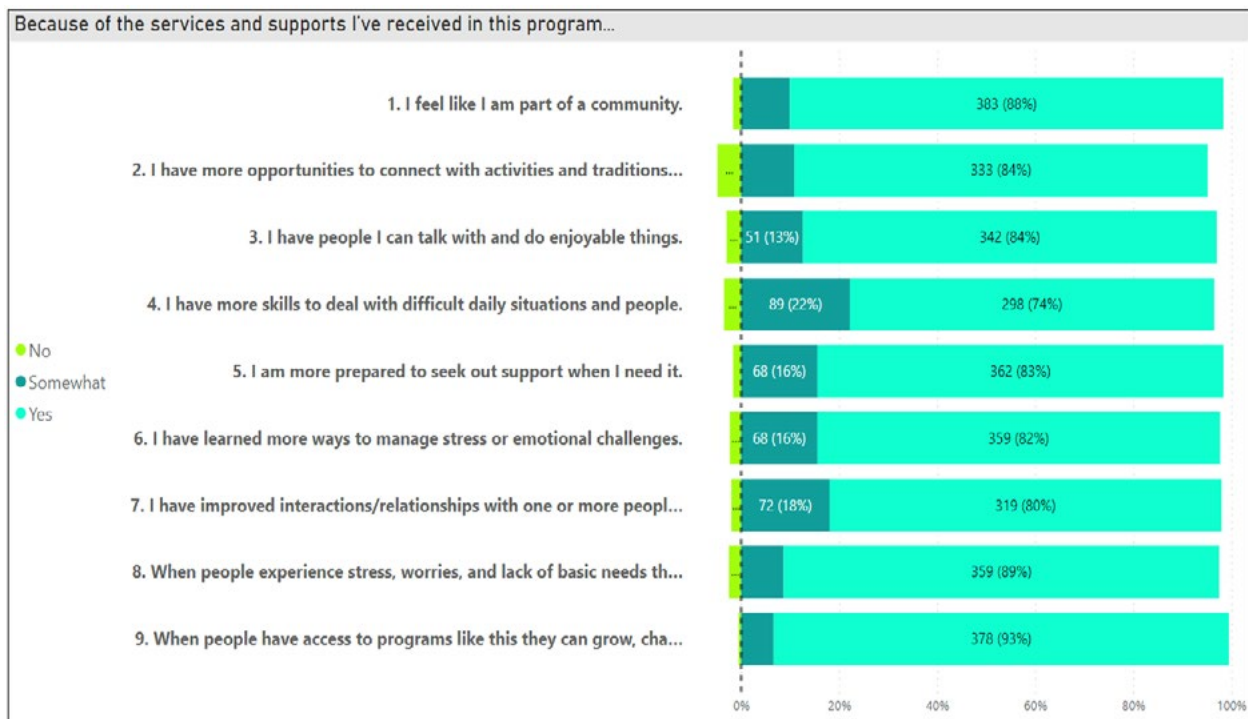 Because of the services and supports I've received in this program...
1. I feel like I am part of a community.
383 (88%)
2. I have more opportunities to connect with activities and traditions...
...
333 (84%)
3. I have people I can talk with and do enjoyable things.
...
51 (13%)
342 (84%)
4. I have more skills to deal with difficult daily situations and people.
...
89 (22%)
298 (74%)
No
Somewhat
Yes
5. I am more prepared to seek out support when I need it.
68 (16%)
362 (83%)
6. I have learned more ways to manage stress or emotional challenges.
...
68 (16%)
359 (82%)
7. I have improved interactions/relationships with one or more peopl...
...
72 (18%)
319 (80%)
8. When people experience stress, worries, and lack of basic needs th...
...
359 (89%)
9. When people have access to programs like this they can grow, cha...
378 (93%)
0%
20%
40%
60%
80%
100%